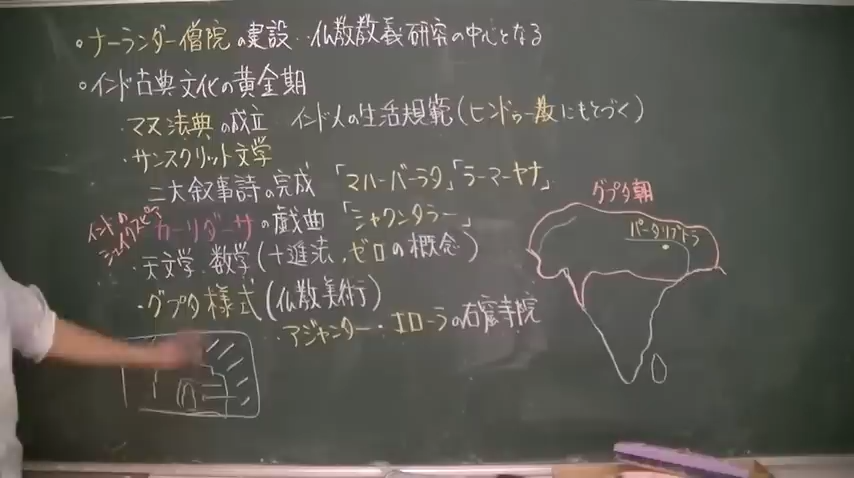 ◦ナーランダー僧院の建設‥仏教教義研究の中心となる
◦インド古典文化の黄金期
・マヌ法典の成立 インド人の生活規範(ヒンドゥー教にもとづく)
・サンスクリット文学
二大叙事詩の完成「マハーバーラタ」「ラーマーヤナ」
インドのシェイクスピア カーリダーサの戯曲「シャクンタラー」
・天文学、数学(十進法、ゼロの概念)
・グプタ様式(仏教美術)
・アジャンター・エローラの石窟寺院
グプタ朝
パータリプトラ